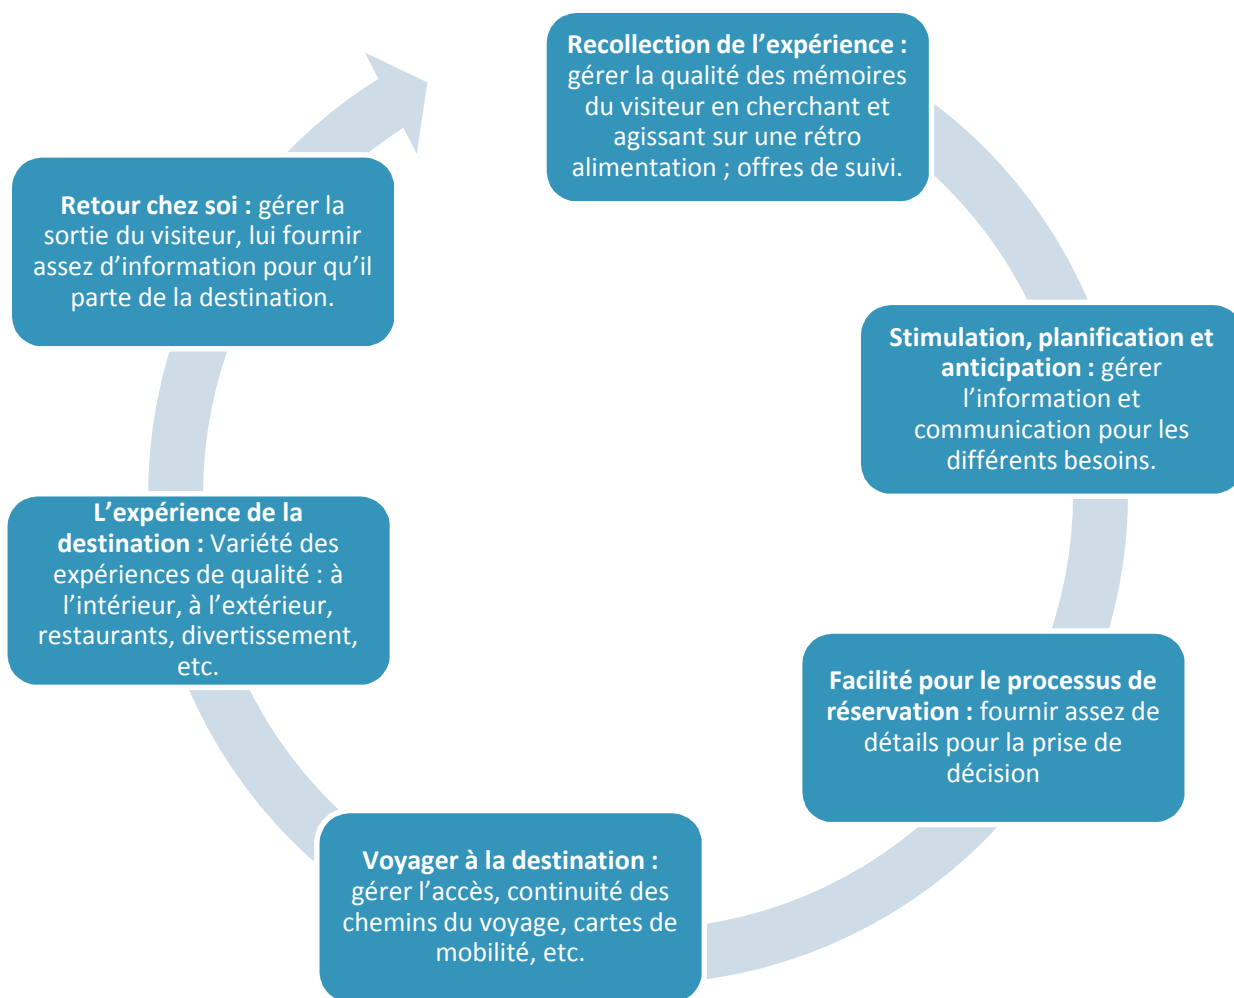 Recollection de l’expérience :
gérer la qualité des mémoires
du visiteur en cherchant et
agissant sur une rétro
alimentation ; offres de suivi.
Stimulation, planification et
anticipation : gérer
l’information et
communication pour les
différents besoins.
Facilité pour le processus de
réservation : fournir assez de
détails pour la prise de
décision
Voyager à la destination :
gérer l’accès, continuité des
chemins du voyage, cartes de
mobilité, etc.
L’expérience de la
destination : Variété des
expériences de qualité : à
l’intérieur, à l’extérieur,
restaurants, divertissement,
etc.
Retour chez soi : gérer la
sortie du visiteur, lui fournir
assez d’information pour qu’il
parte de la destination.